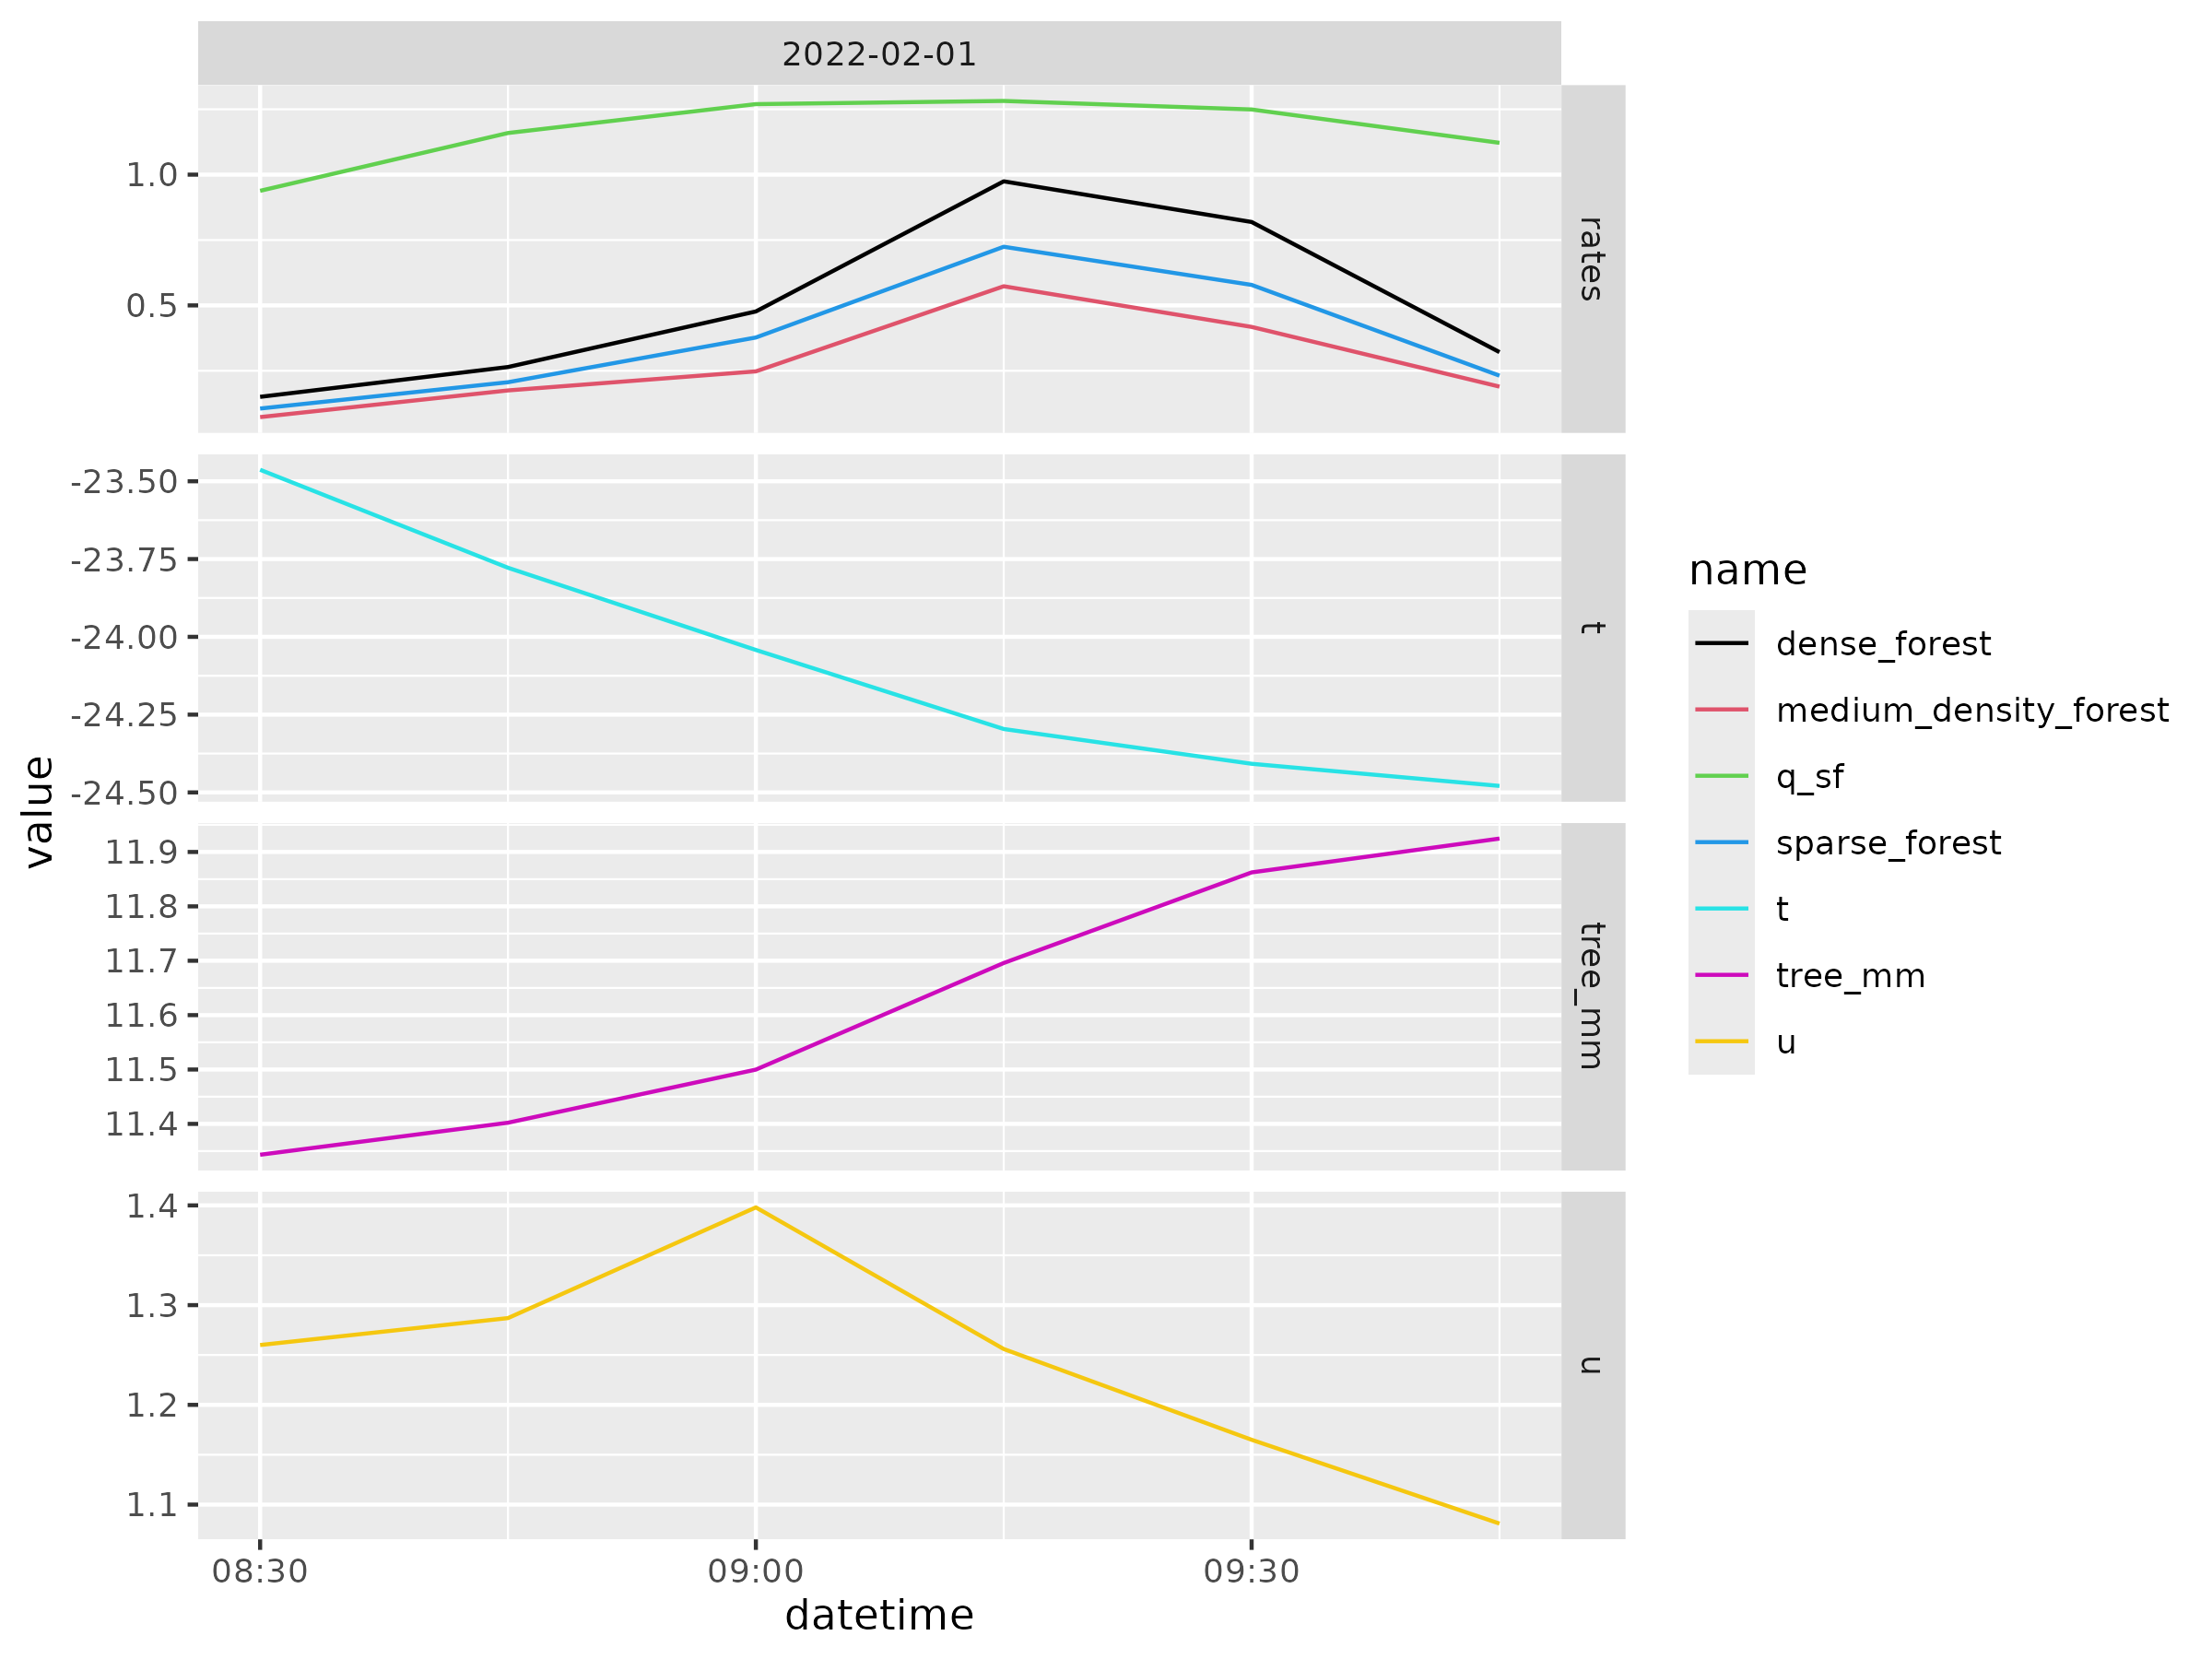 2022-02-01
1.0
0.5
rates
-23.50
-23.75
-24.00
-24.25
-24.50
t
11.9
11.8
11.7
11.6
11.5
11.4
tree_mm
1.4
1.3
1.2
1.1
u
08:30 09:00 09:30
datetime
value
name
dense_forest
medium_density_forest
q_sf
sparse_forest
t
tree_mm
u